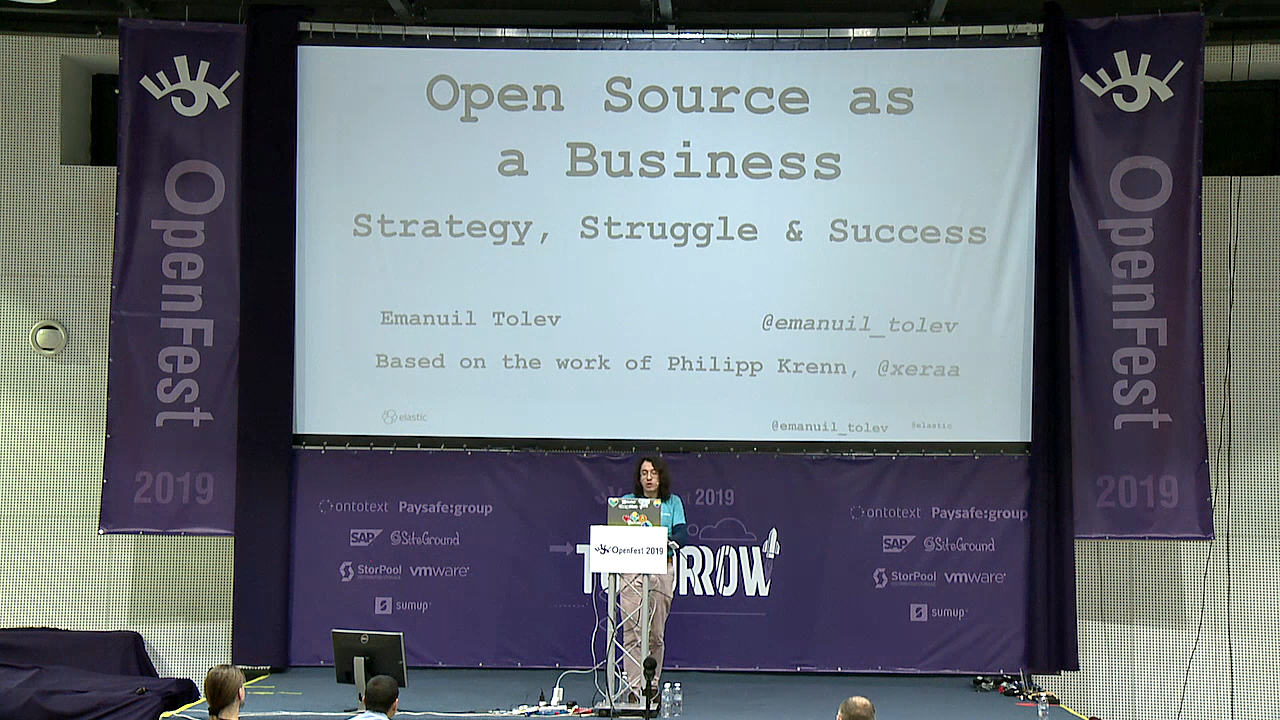 Open Source as
a Business
Strategy, Struggle & Success
Emanuil Tolev @emanuil_tolev
Based on the work of Philipp Krenn, @xeraa
elastic @emanuil_tolev @elastic
OpenFest
2019
OpenFest
2019
ontotext Paysafe:group
SAP SiteGround
StorPool vmware
sumup
2019
OpenFest 2019
ontotext Paysafe:group
SAP SiteGround
StorPool vmware
sumup
DELL